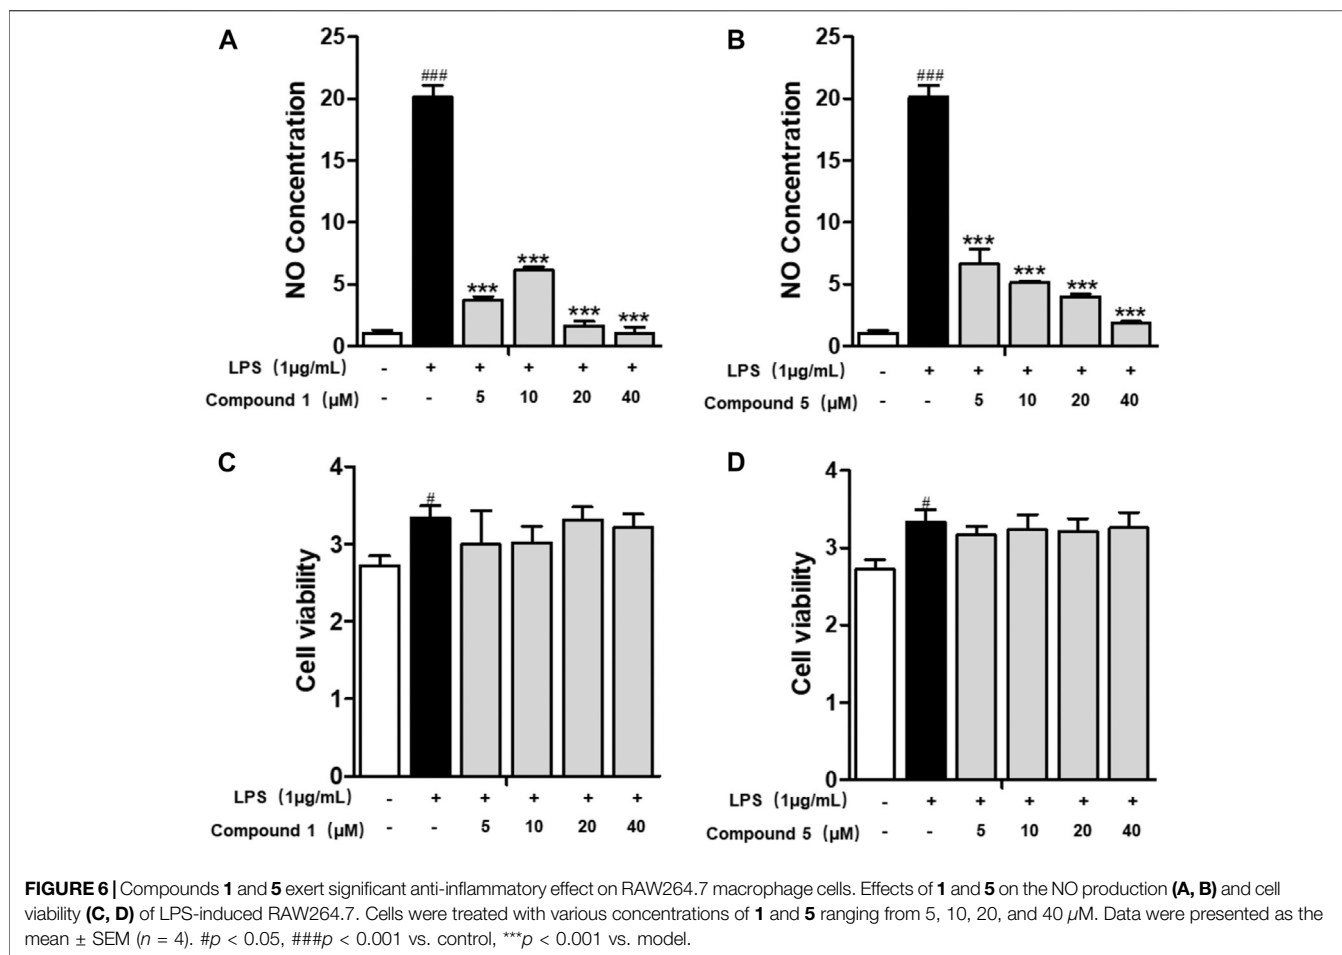 A
B
25
20
15
10
5
0
NO Concentration
###
***
***
***
***
LPS (1μg/mL) - + + + + +
Compound 1 (μM) - - 5 10 20 40
25
20
15
10
5
0
NO Concentration
###
***
***
***
***
LPS (1μg/mL) - + + + + +
Compound 5 (μM) - - 5 10 20 40
C
D
4
3
2
1
0
Cell viability
#
LPS (1μg/mL) - + + + + +
Compound 1 (μM) - - 5 10 20 40
4
3
2
1
0
Cell viability
#
LPS (1μg/mL) - + + + + +
Compound 5 (μM) - - 5 10 20 40
FIGURE 6 | Compounds 1 and 5 exert significant anti-inflammatory effect on RAW264.7 macrophage cells. Effects of 1 and 5 on the NO production (A, B) and cell
viability (C, D) of LPS-induced RAW264.7. Cells were treated with various concentrations of 1 and 5 ranging from 5, 10, 20, and 40 μM. Data were presented as the
mean ± SEM (n = 4). #p < 0.05, ###p < 0.001 vs. control, ***p < 0.001 vs. model.